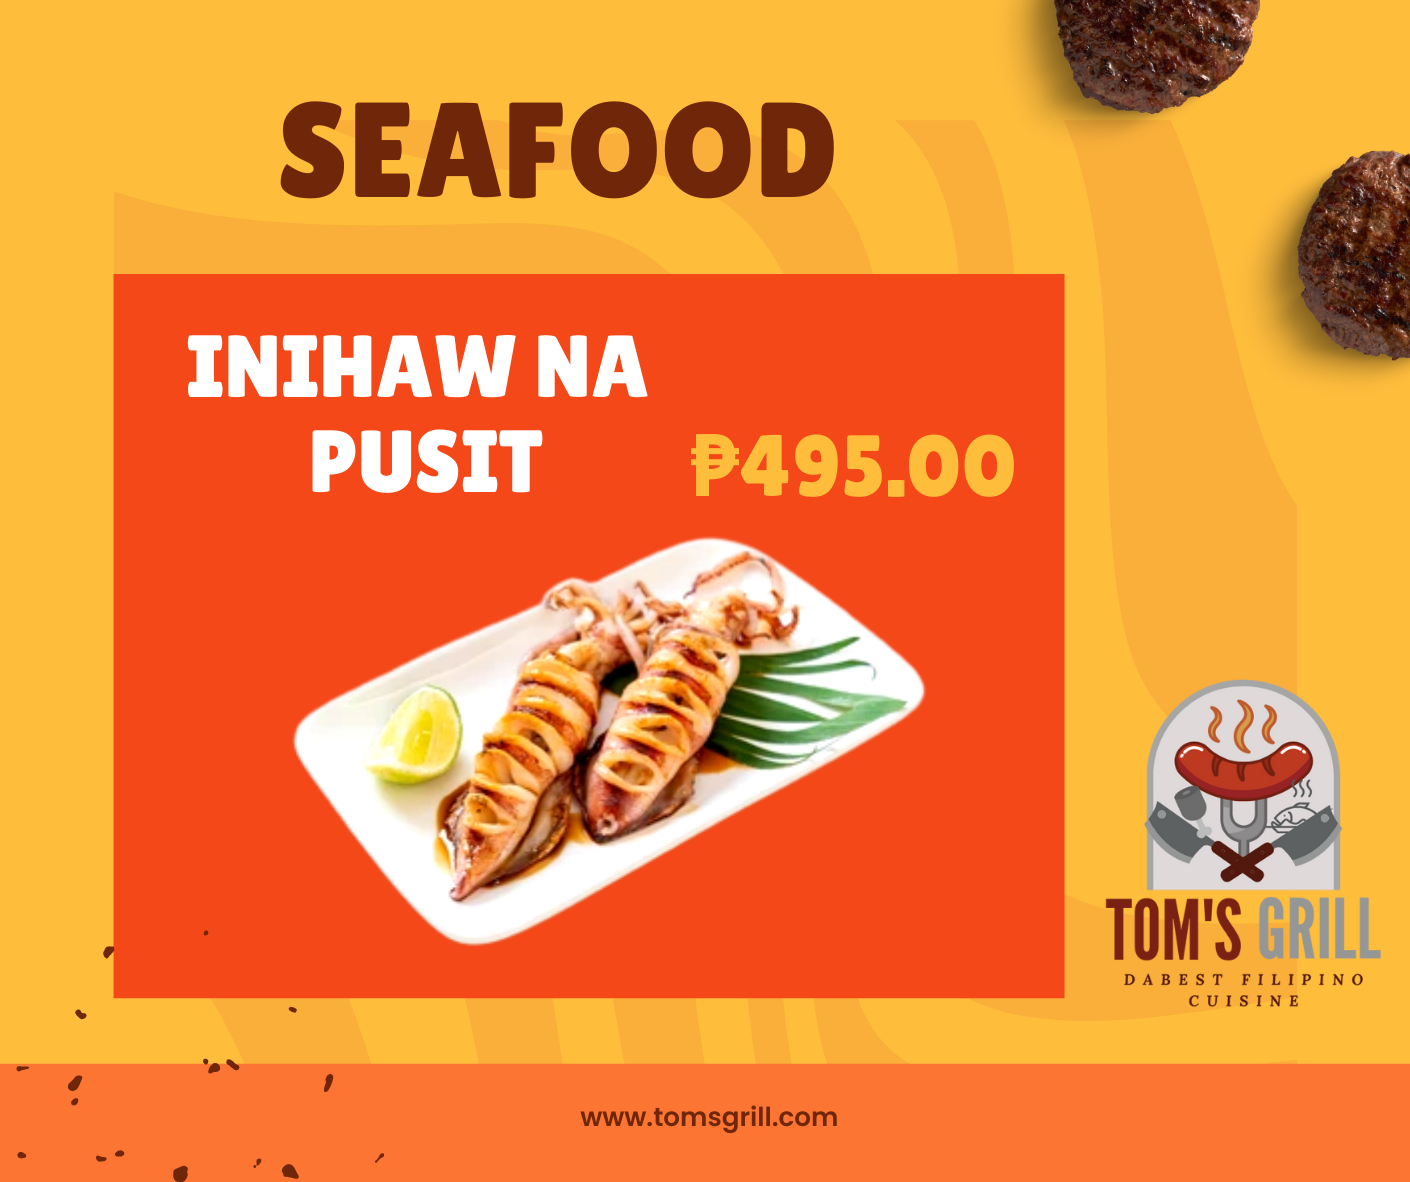 SEAFOOD
INIHAW NA
PUSIT
₱495.00
TOM'S GRILL
DABEST FILIPINO
CUISINE
www.tomsgrill.com